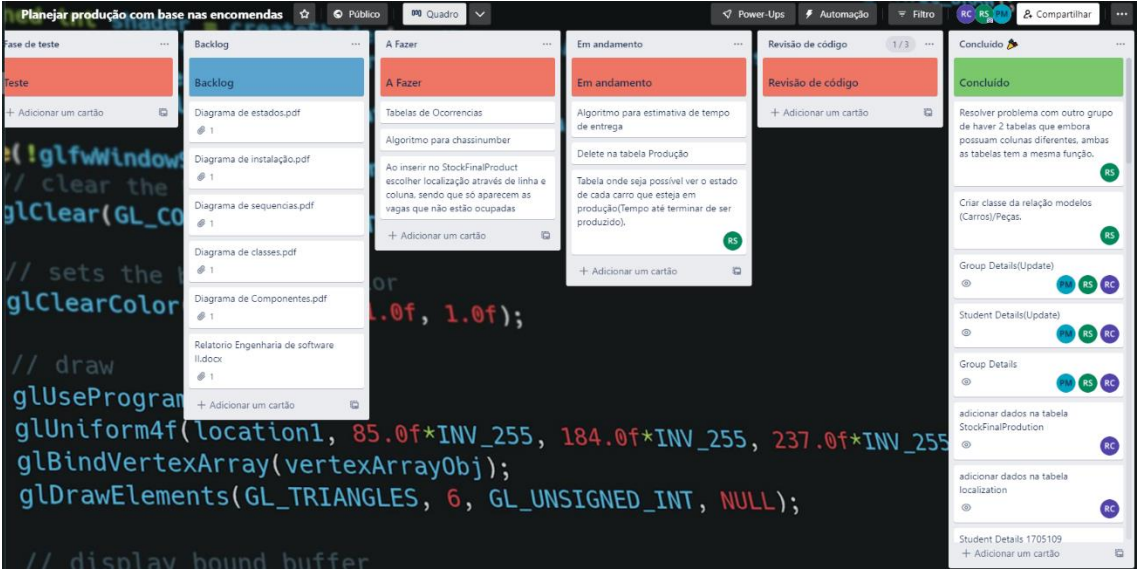 Planejar produção com base nas encomendas
Público
Quadro
Power-Ups
Automação
Filtro
RC
RS
PM
Compartilhar
Fase de teste
Teste
+ Adicionar um cartão
Backlog
Backlog
Diagrama de estados.pdf
1
Diagrama de instalação.pdf
1
Diagrama de sequencias.pdf
1
Diagrama de classes.pdf
1
Diagrama de Componentes.pdf
1
Relatorio Engenharia de software
II.docx
1
+ Adicionar um cartão
A Fazer
A Fazer
Tabelas de Ocorrencias
Algoritmo para chassinumber
Ao inserir no StockFinalProduct
escolher localização através de linha e
coluna, sendo que só aparecem as
vagas que não estão ocupadas
+ Adicionar um cartão
Em andamento
Em andamento
Algoritmo para estimativa de tempo
de entrega
Delete na tabela Produção
Tabela onde seja possível ver o estado
de cada carro que esteja em
produção(Tempo até terminar de ser
produzido).
RS
+ Adicionar um cartão
Revisão de código
1/3
Revisão de código
+ Adicionar um cartão
Concluído
Concluído
Resolver problema com outro grupo
de haver 2 tabelas que embora
possuam colunas diferentes, ambas
as tabelas tem a mesma função.
RS
Criar classe da relação modelos
(Carros)/Peças.
RS
Group Details(Update)
PM RS RC
Student Details(Update)
PM RS RC
Group Details
PM RS RC
adicionar dados na tabela
StockFinalProdution
RC
adicionar dados na tabela
localization
RC
Student Details 1705109
+ Adicionar um cartão
(!glfwWindow
// clear the
glClear(GL_CO
// sets the
glClearColor
1.0f, 1.0f);
// draw
glUseProgram
glUniform4f(location1, 85.0f*INV_255, 184.0f*INV_255, 237.0f*INV_255
glBindVertexArray(vertexArrayObj);
glDrawElements(GL_TRIANGLES, 6, GL_UNSIGNED_INT, NULL);
// display bound buffer